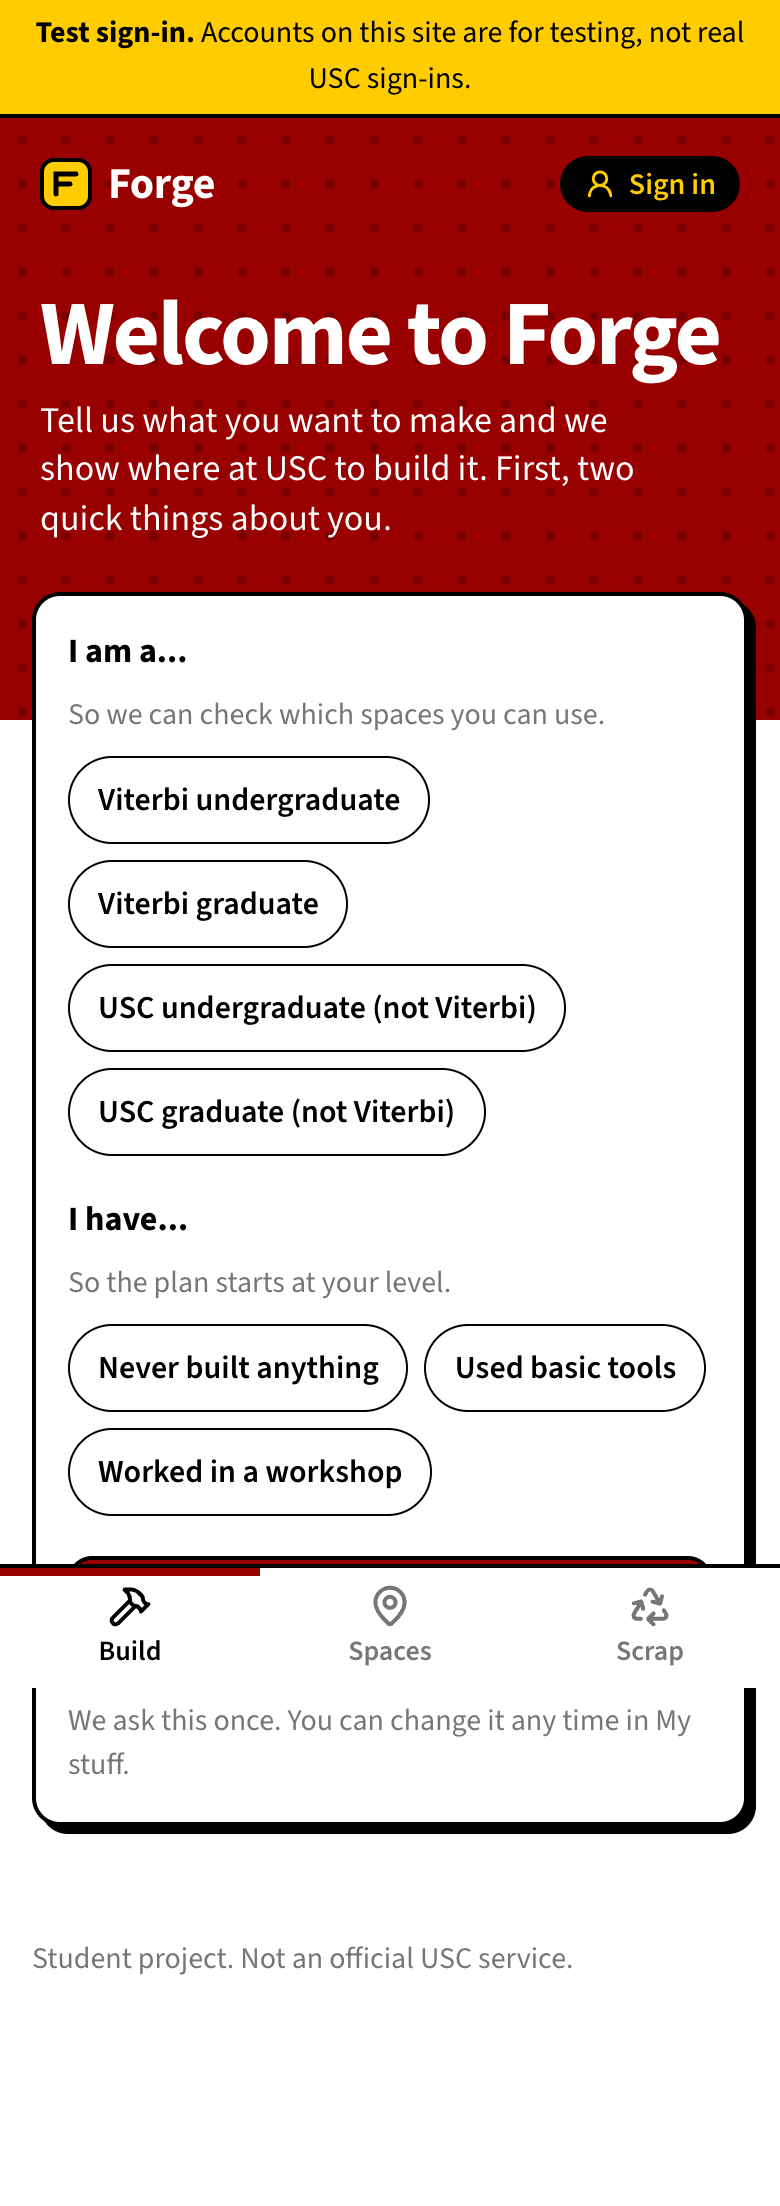 Test sign-in. Accounts on this site are for testing, not real
USC sign-ins.
F Forge
Sign in
Welcome to Forge
Tell us what you want to make and we
show where at USC to build it. First, two
quick things about you.
I am a...
So we can check which spaces you can use.
Viterbi undergraduate
Viterbi graduate
USC undergraduate (not Viterbi)
USC graduate (not Viterbi)
I have...
So the plan starts at your level.
Never built anything
Used basic tools
Worked in a workshop
Build
Spaces
Scrap
We ask this once. You can change it any time in My
stuff.
Student project. Not an official USC service.